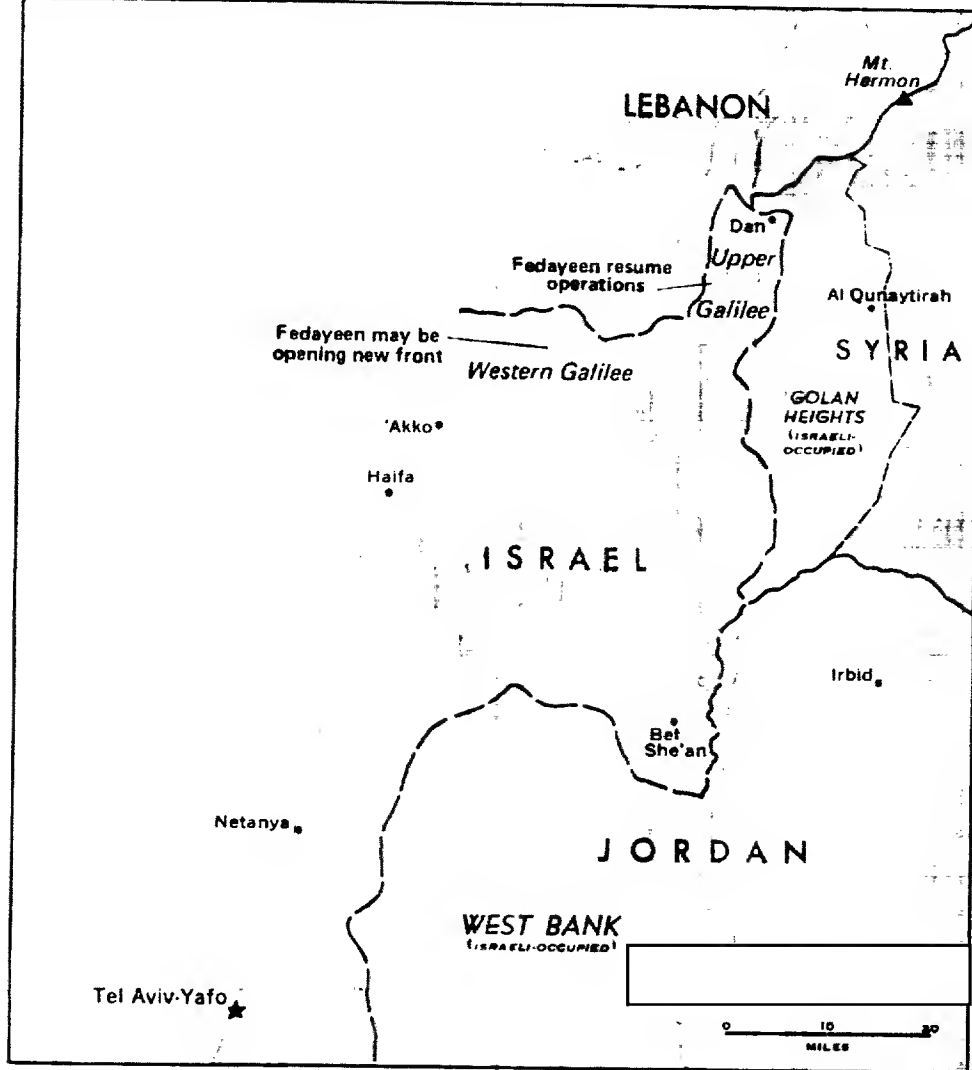 Mt.
Hermon
LEBANON
Dan
Upper
Galilee
Fedayeen resume
operations
Al Qunaytirah
Fedayeen may be
opening new front
SYRIA
Western Galilee
GOLAN
HEIGHTS
(ISRAELI-
OCCUPIED)
'Akko
Haifa
ISRAEL
Irbid
Bet
She'an
Netanya
JORDAN
WEST BANK
(ISRAELI-OCCUPIED)
Tel Aviv-Yafo
0 10 20
MILES